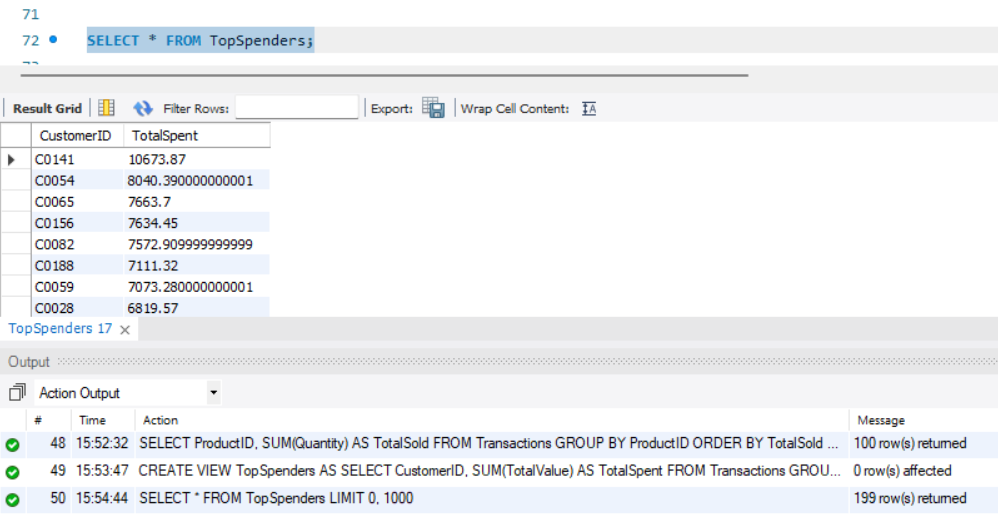 71
72 SELECT * FROM TopSpenders;
Result Grid Filter Rows: Export: Wrap Cell Content: IA
CustomerID TotalSpent
C0141 10673.87
C0054 8040.390000000001
C0065 7663.7
C0156 7634.45
C0082 7572.909999999999
C0188 7111.32
C0059 7073.280000000001
C0028 6819.57
TopSpenders 17 ×
Output
Action Output
# Time Action Message
48 15:52:32 SELECT ProductID, SUM(Quantity) AS TotalSold FROM Transactions GROUP BY ProductID ORDER BY TotalSold ... 100 row(s) returned
49 15:53:47 CREATE VIEW TopSpenders AS SELECT CustomerID, SUM(TotalValue) AS TotalSpent FROM Transactions GROU... 0 row(s) affected
50 15:54:44 SELECT * FROM TopSpenders LIMIT 0, 1000 199 row(s) returned